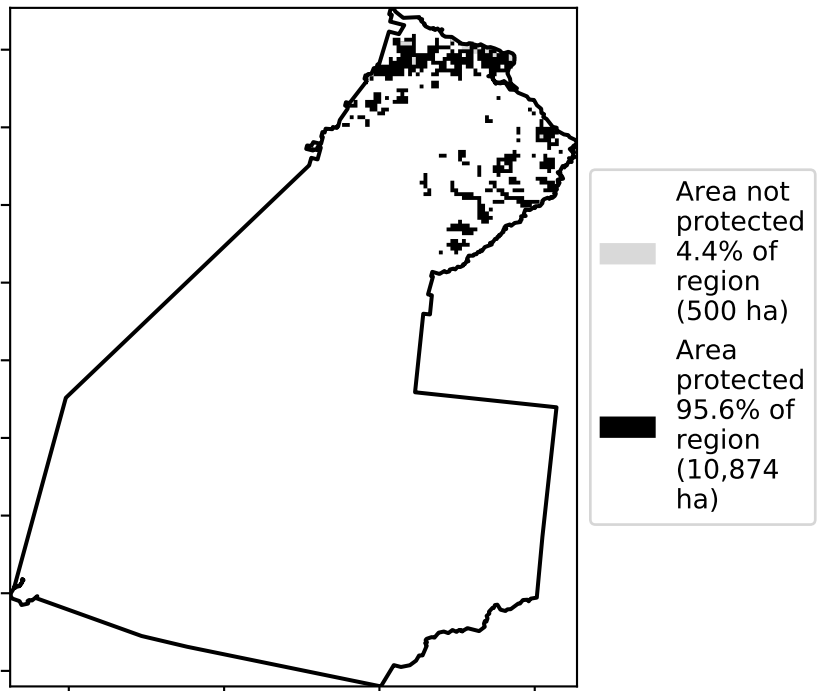 Area not
protected
4.4% of
region
(500 ha)
Area
protected
95.6% of
region
(10,874
ha)